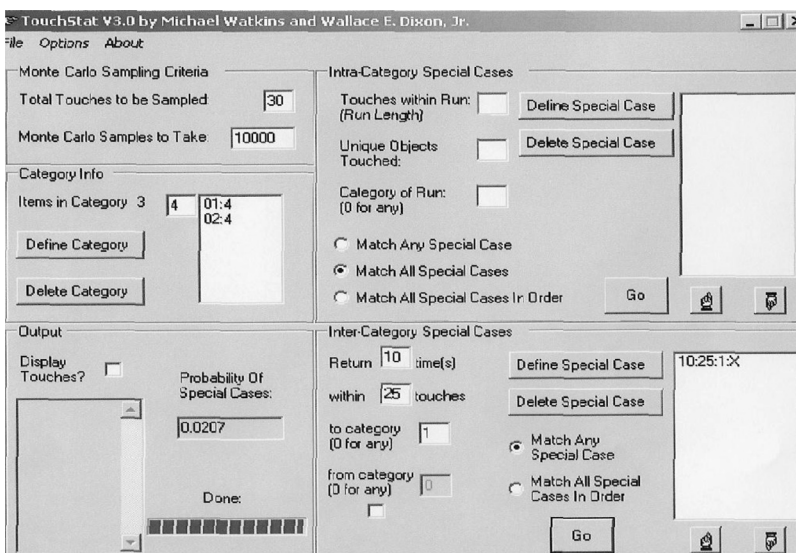 TouchStat V3.0 by Michael Watkins and Wallace E. Dixon, Jr.
File Options About
Monte Carlo Sampling Criteria
Total Touches to be Sampled: 30
Monte Carlo Samples to Take: 10000
Category Info
Items in Category 3 4
01:4
02:4
Define Category
Delete Category
Intra-Category Special Cases
Touches within Run:
(Run Length)
Unique Objects
Touched:
Category of Run:
(0 for any)
Define Special Case
Delete Special Case
Match Any Special Case
Match All Special Cases
Match All Special Cases In Order
Go
Output
Display
Touches?
Probability Of
Special Cases:
0.0207
Done:
Inter-Category Special Cases
Return 10 time(s)
within 25 touches
to category
(0 for any) 1
from category
(0 for any) 0
Define Special Case
Delete Special Case
Match Any
Special Case
Match All Special
Cases In Order
Go
10:25:1:X